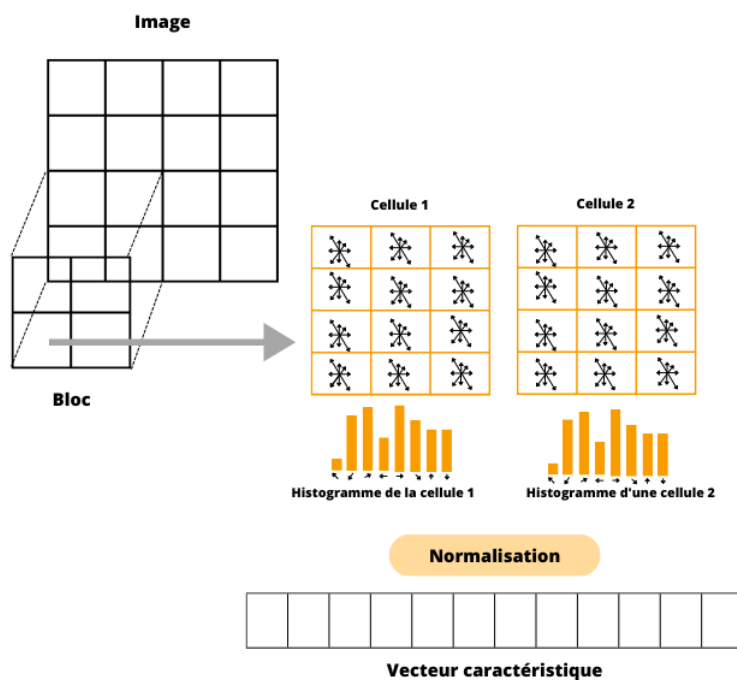 Image
Cellule 1
Cellule 2
Bloc
Histogramme de la cellule 1
Histogramme d'une cellule 2
Normalisation
Vecteur caractéristique